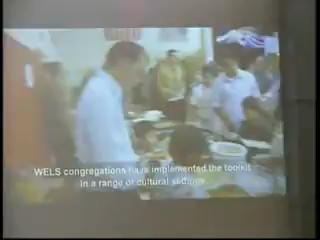 WELS congregations have implemented the toolkit
in a range of cultural settings